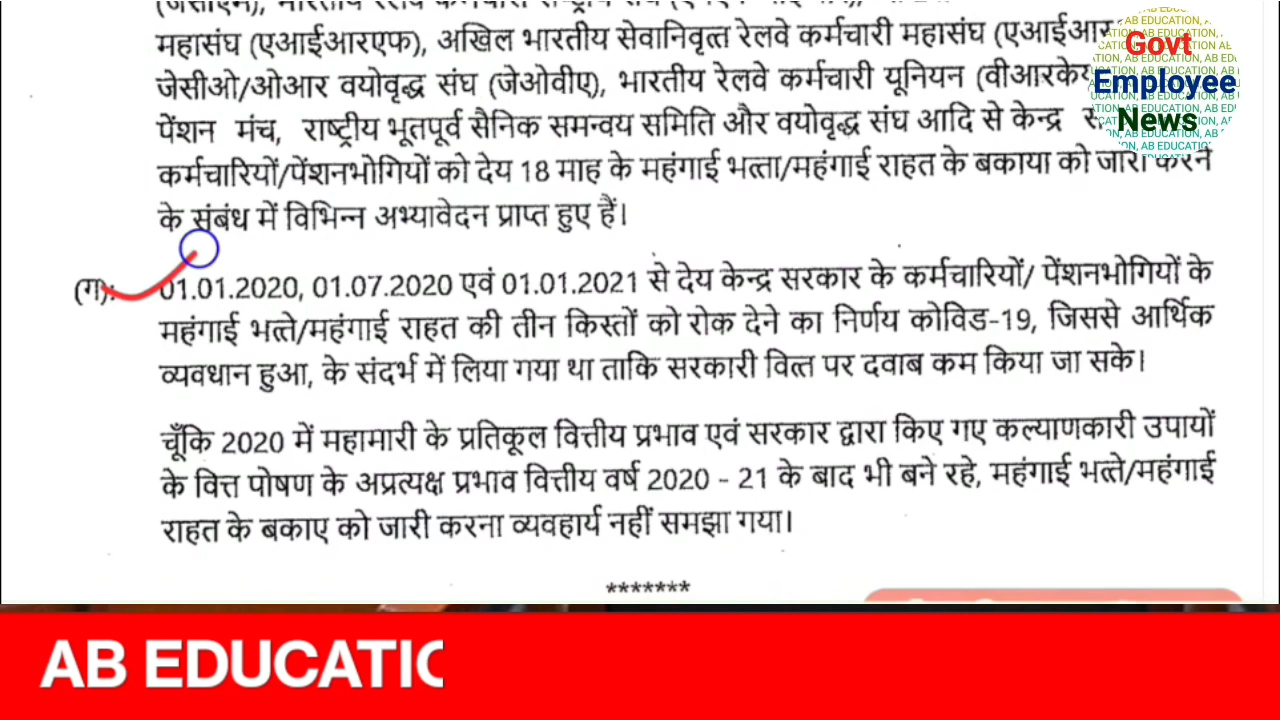 महासंघ (एआईआरएफ), अखिल भारतीय सेवानिवृत्त रेलवे कर्मचारी महासंघ (एआईआर
जेसीओ/ओआर वयोवृद्ध संघ (जेओवीए), भारतीय रेलवे कर्मचारी यूनियन (वीआरके
पेंशन मंच, राष्ट्रीय भूतपूर्व सैनिक समन्वय समिति और वयोवृद्ध संघ आदि से केन्द्र
कर्मचारियों/पेंशनभोगियों को देय 18 माह के महंगाई भत्ता/महंगाई राहत के बकाया को जारी करने
के संबंध में विभिन्न अभ्यावेदन प्राप्त हुए हैं।
(ग): 01.01.2020, 01.07.2020 एवं 01.01.2021 से देय केन्द्र सरकार के कर्मचारियों/ पेंशनभोगियों के
महंगाई भत्ते/महंगाई राहत की तीन किस्तों को रोक देने का निर्णय कोविड-19, जिससे आर्थिक
व्यवधान हुआ, के संदर्भ में लिया गया था ताकि सरकारी वित्त पर दवाब कम किया जा सके।
चूँकि 2020 में महामारी के प्रतिकूल वित्तीय प्रभाव एवं सरकार द्वारा किए गए कल्याणकारी उपायों
के वित्त पोषण के अप्रत्यक्ष प्रभाव वित्तीय वर्ष 2020 - 21 के बाद भी बने रहे, महंगाई भत्ते/महंगाई
राहत के बकाए को जारी करना व्यवहार्य नहीं समझा गया।
*******
Govt
Employee
News
AB EDUCATIO